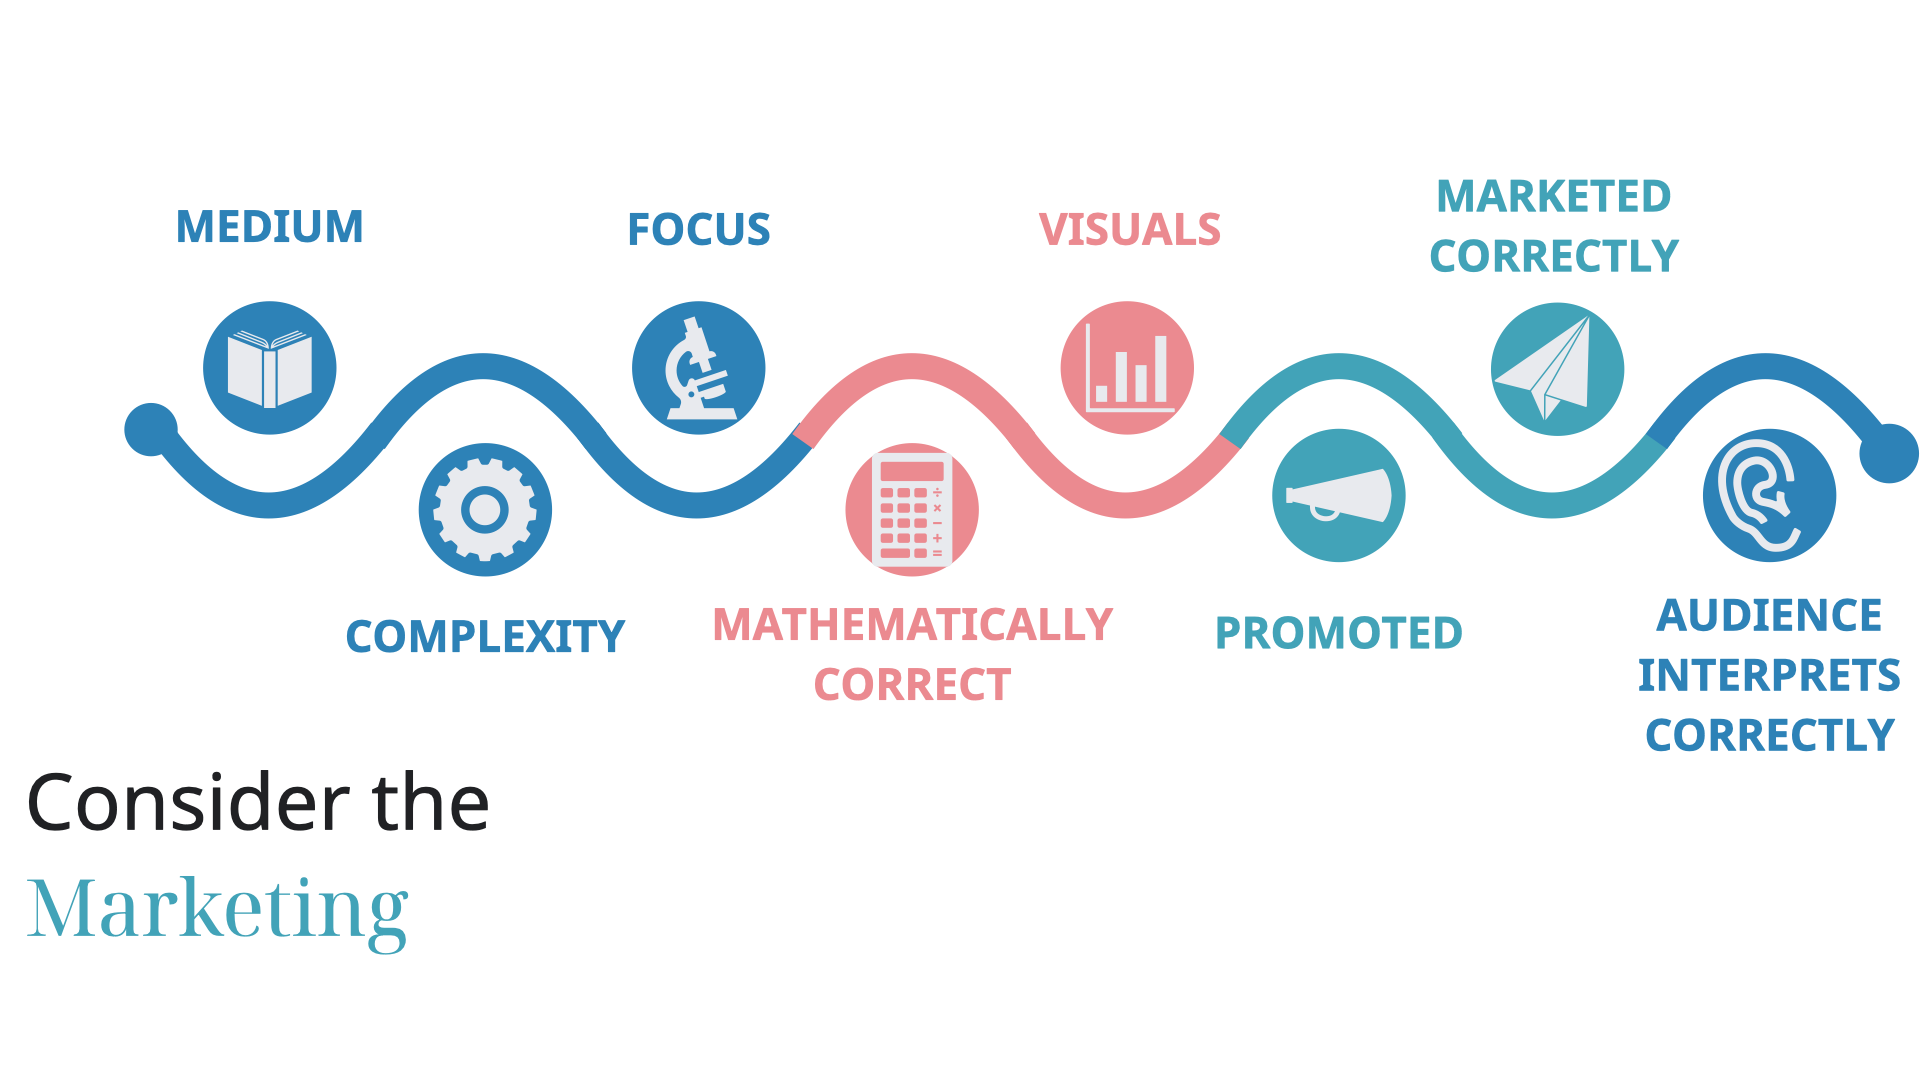 MEDIUM
COMPLEXITY
FOCUS
MATHEMATICALLY
CORRECT
VISUALS
PROMOTED
MARKETED
CORRECTLY
AUDIENCE
INTERPRETS
CORRECTLY
Consider the
Marketing